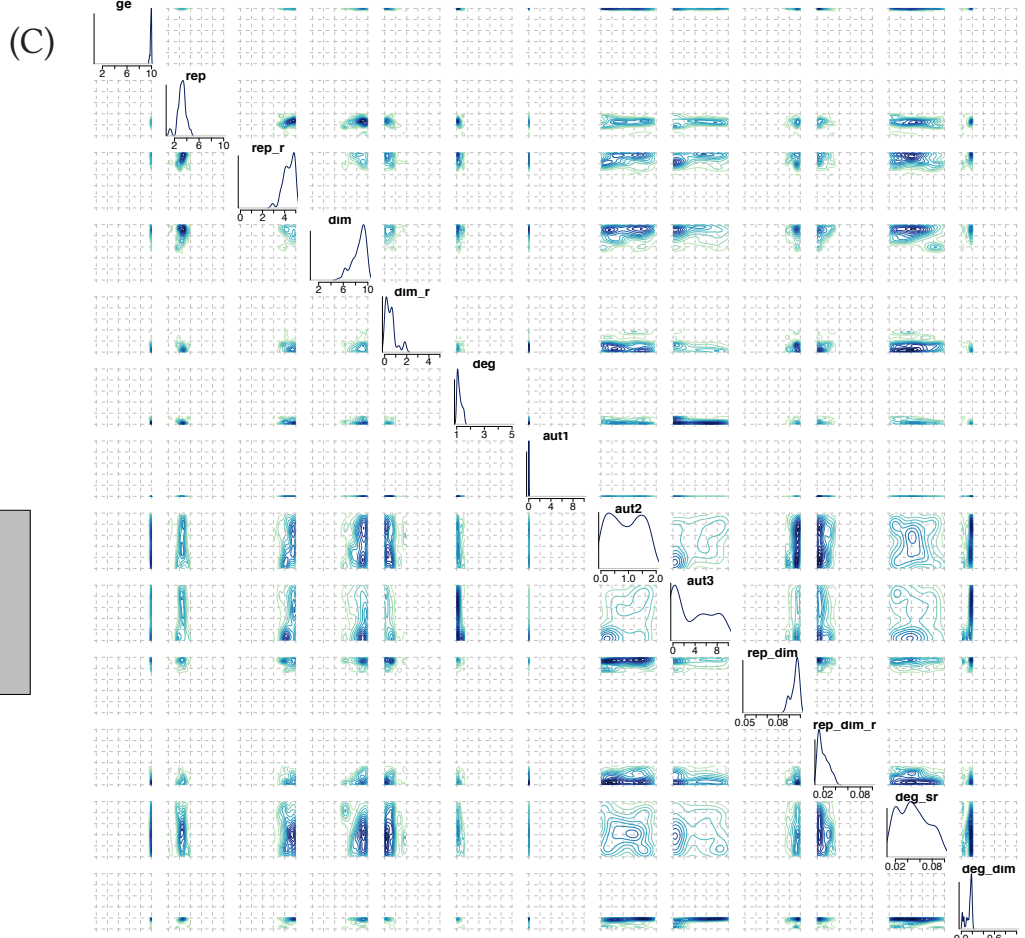 ge
(C)
2 6 10
rep
2 6 10
rep_r
0 2 4
dim
2 6 10
dim_r
0 2 4
deg
1 3 5
aut1
0 4 8
aut2
0.0 1.0 2.0
aut3
0 4 8
rep_dim
0.05 0.08
rep_dim_r
0.02 0.08
deg_sr
0.02 0.08
deg_dim